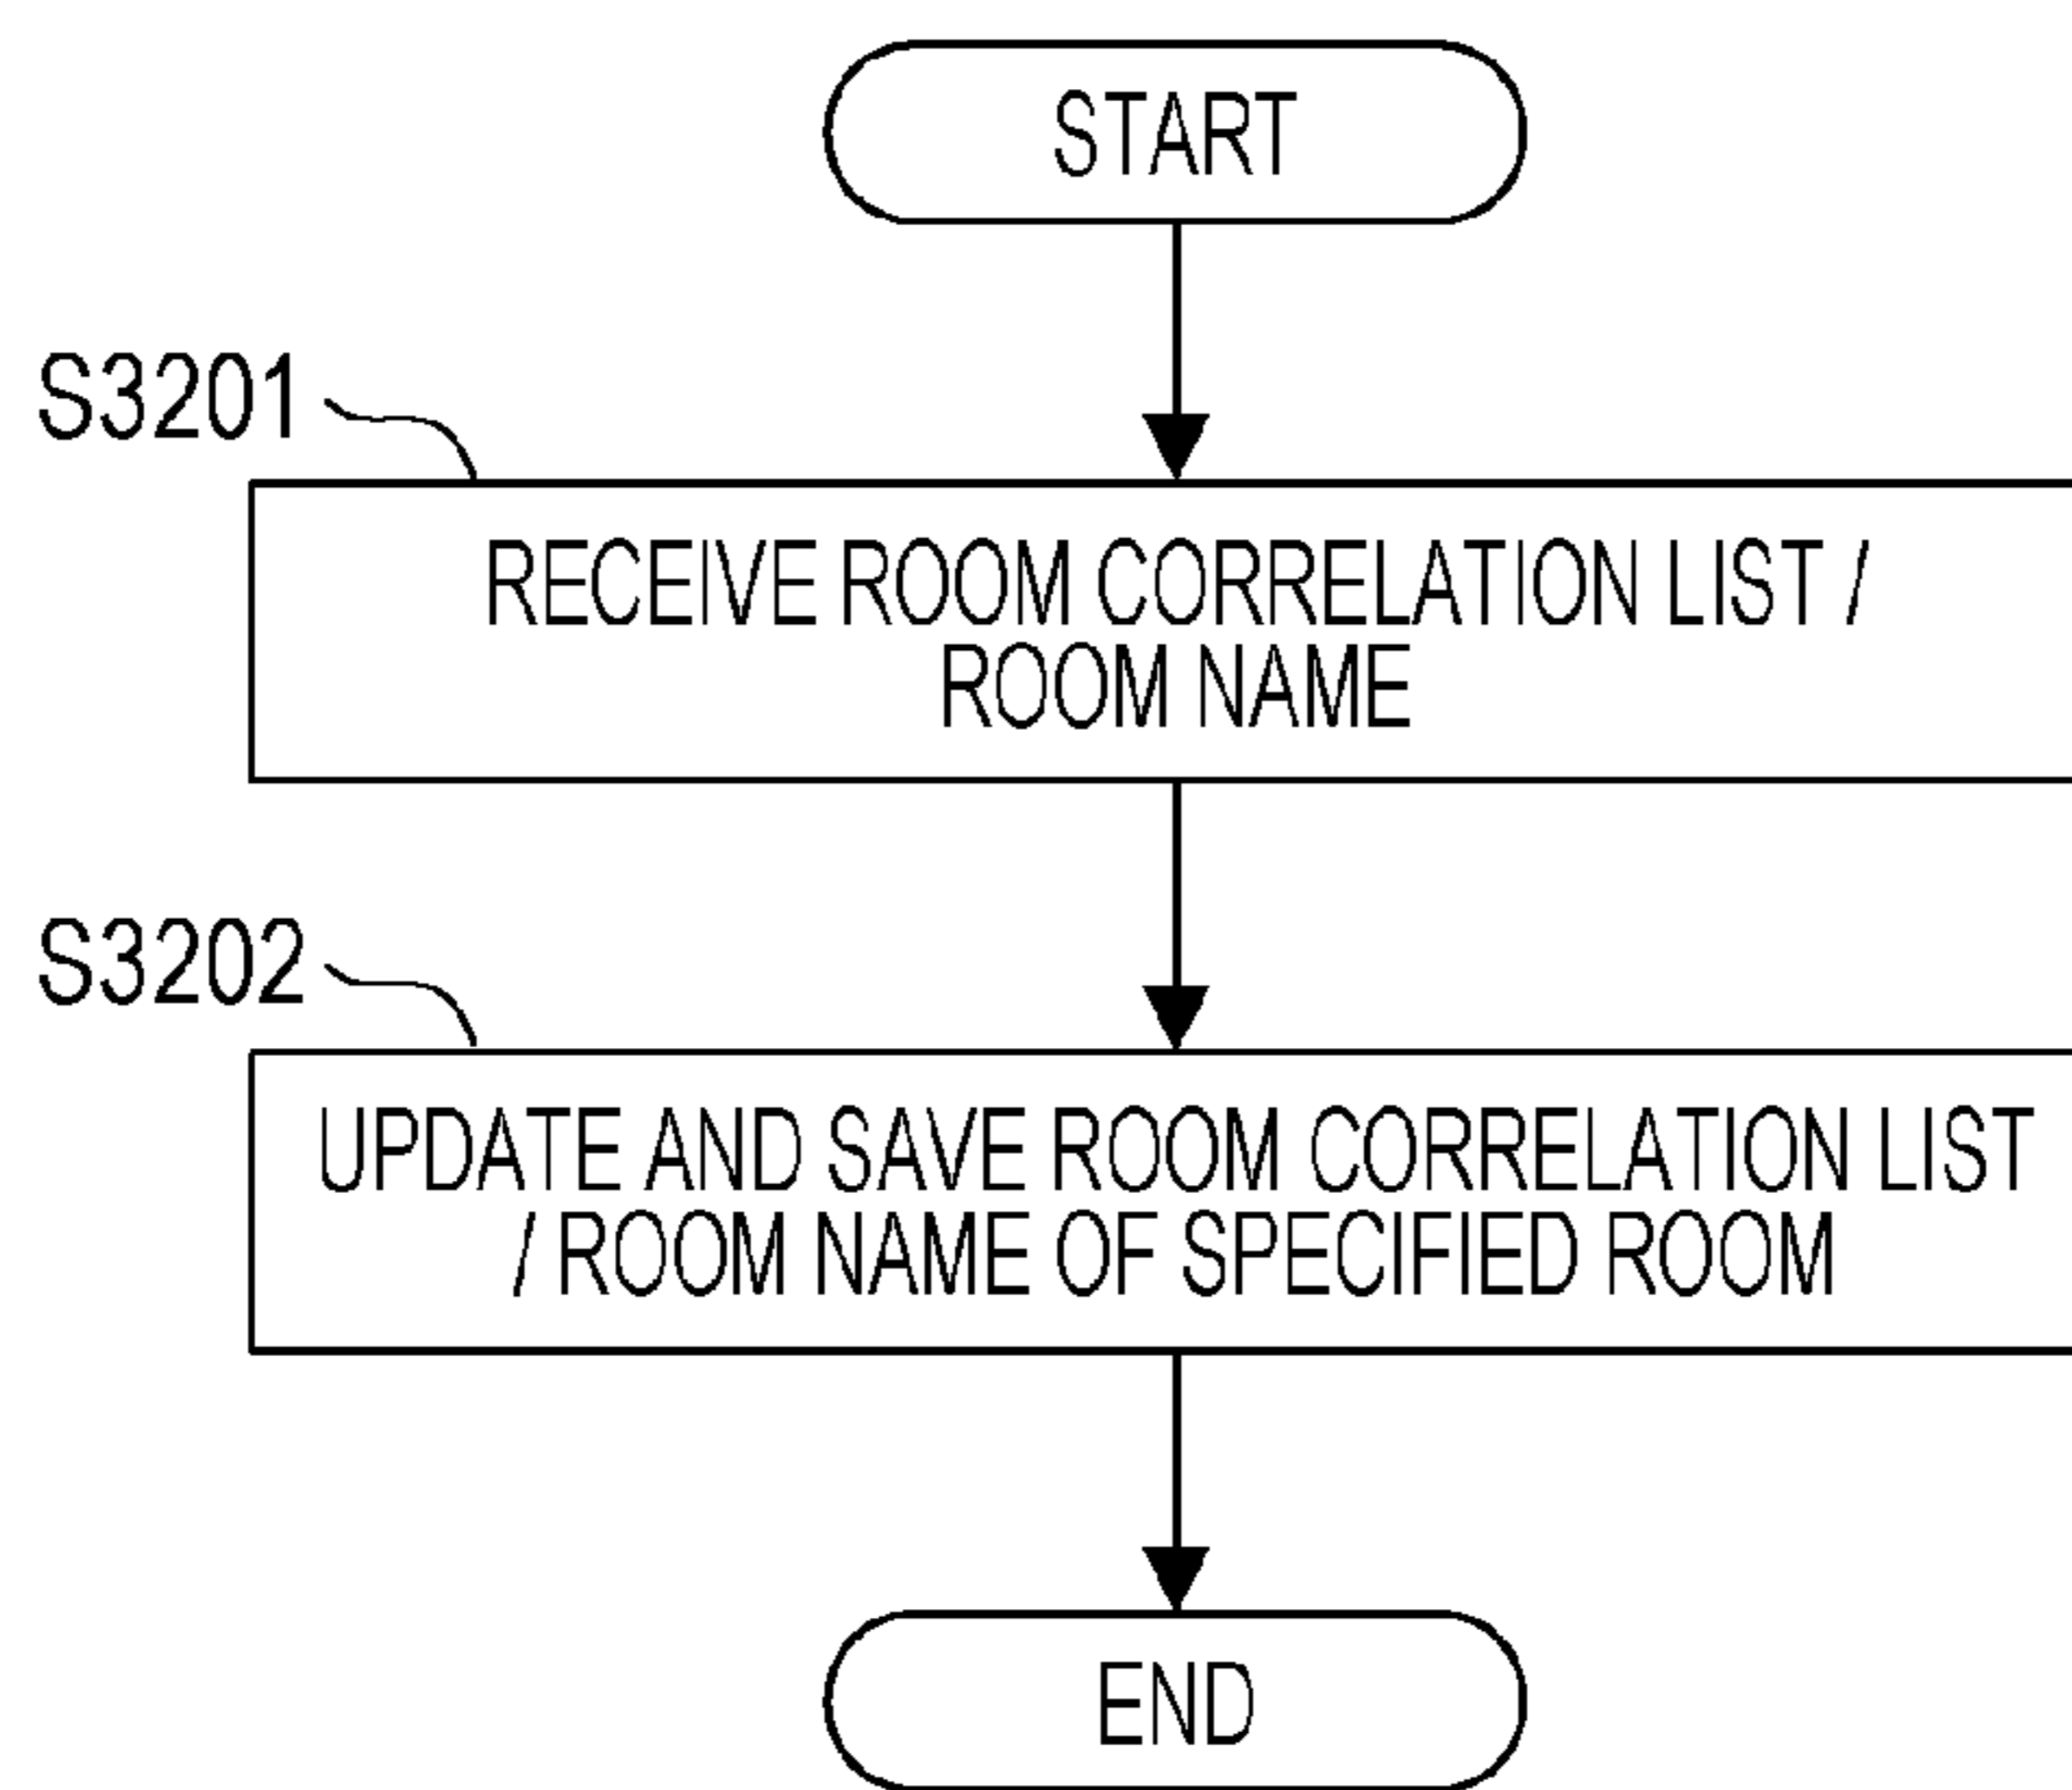 START
S3201
RECEIVE ROOM CORRELATION LIST /
ROOM NAME
S3202
UPDATE AND SAVE ROOM CORRELATION LIST
/ ROOM NAME OF SPECIFIED ROOM
END